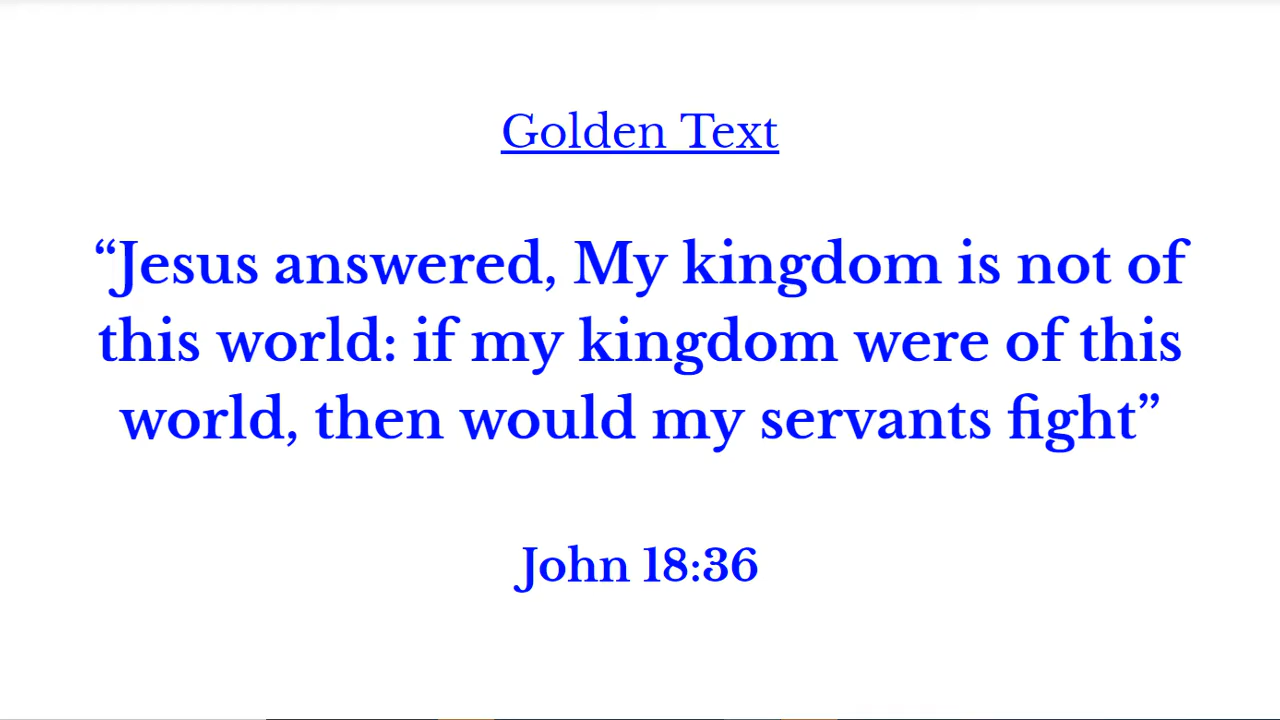 Golden Text
“Jesus answered, My kingdom is not of
this world: if my kingdom were of this
world, then would my servants fight”
John 18:36